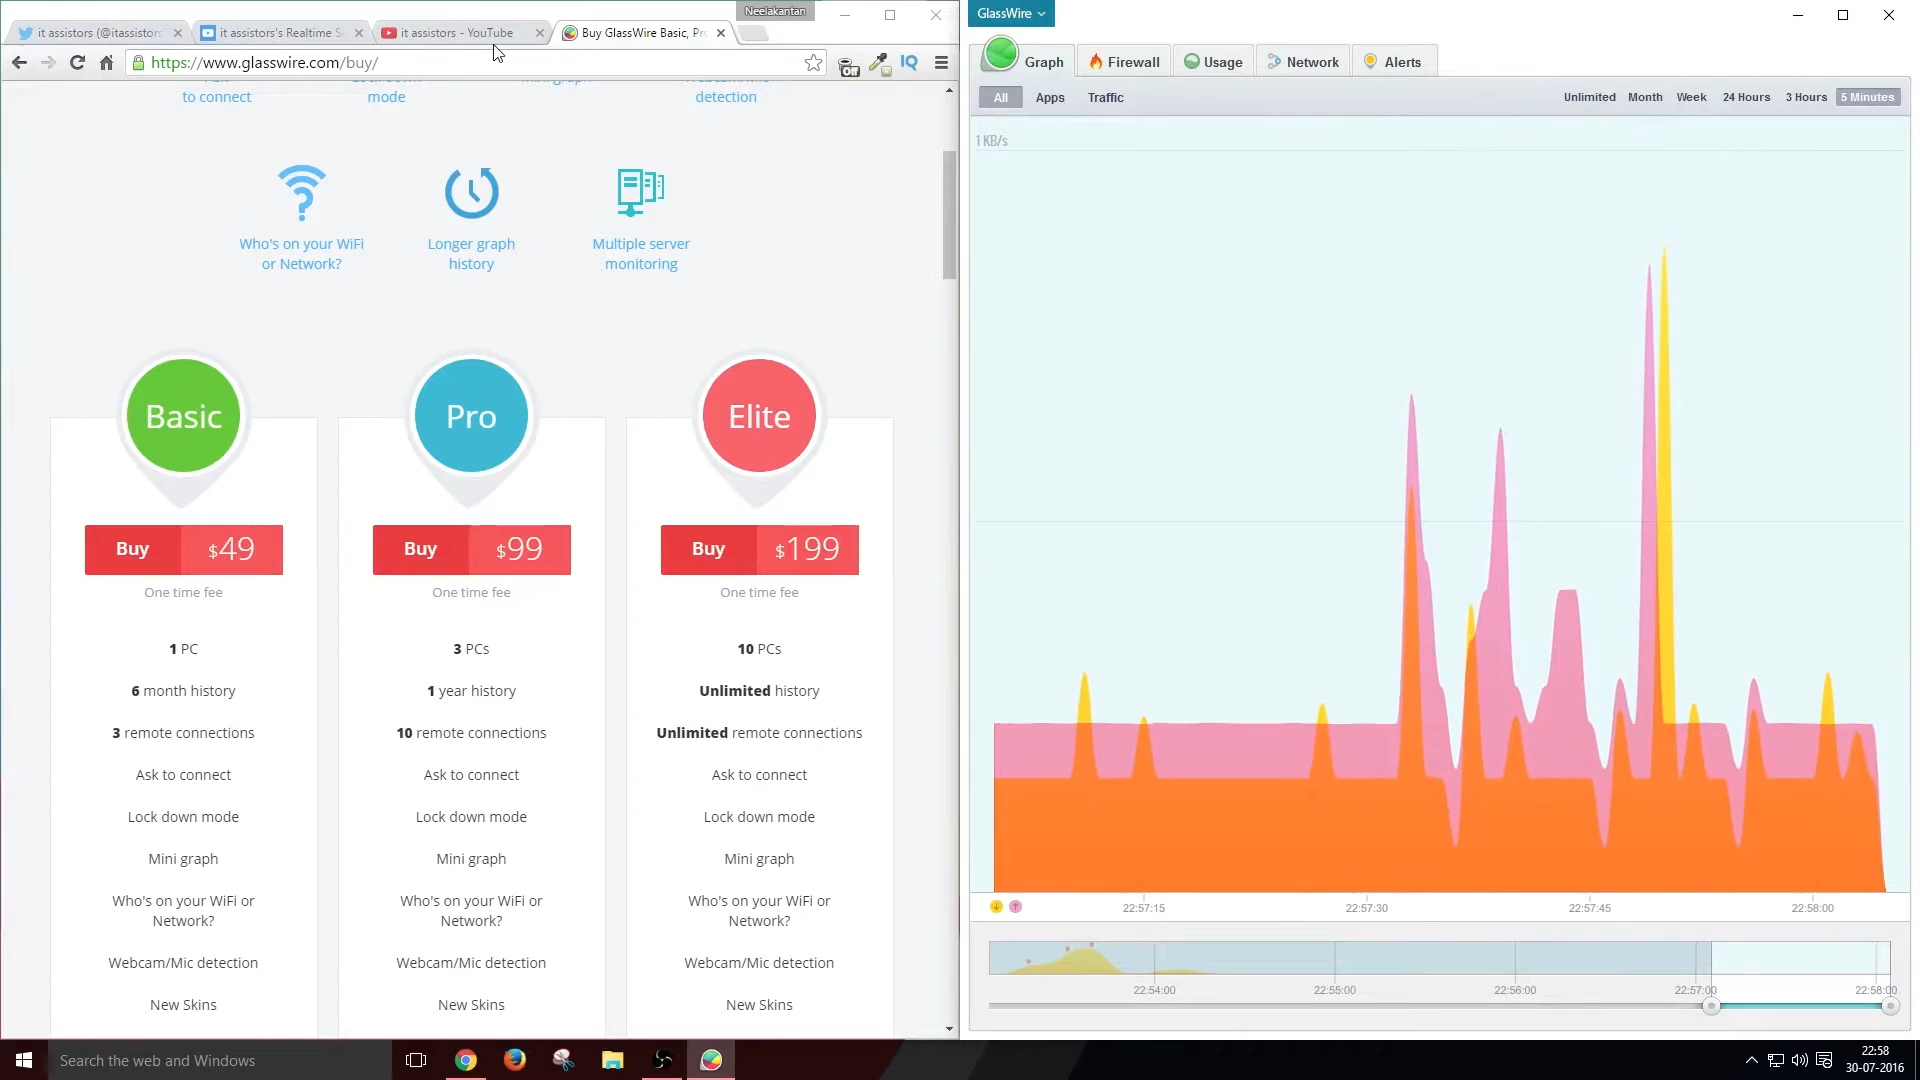 Neelakantan
it assistors (@itassistors
it assistors's Realtime S
it assistors - YouTube
Buy GlassWire Basic, Pr
https://www.glasswire.com/buy/
Off
IQ
to connect
mode
detection
Who's on your WiFi
or Network?
Longer graph
history
Multiple server
monitoring
Basic
Buy $49
One time fee
1 PC
6 month history
3 remote connections
Ask to connect
Lock down mode
Mini graph
Who's on your WiFi or
Network?
Webcam/Mic detection
New Skins
Pro
Buy $99
One time fee
3 PCs
1 year history
10 remote connections
Ask to connect
Lock down mode
Mini graph
Who's on your WiFi or
Network?
Webcam/Mic detection
New Skins
Elite
Buy $199
One time fee
10 PCs
Unlimited history
Unlimited remote connections
Ask to connect
Lock down mode
Mini graph
Who's on your WiFi or
Network?
Webcam/Mic detection
New Skins
GlassWire
Graph Firewall Usage Network Alerts
All Apps Traffic Unlimited Month Week 24 Hours 3 Hours 5 Minutes
1 KB/s
22:57:15 22:57:30 22:57:45 22:58:00
22:54:00 22:55:00 22:56:00 22:57:00 22:58:00
Search the web and Windows
22:58
30-07-2016